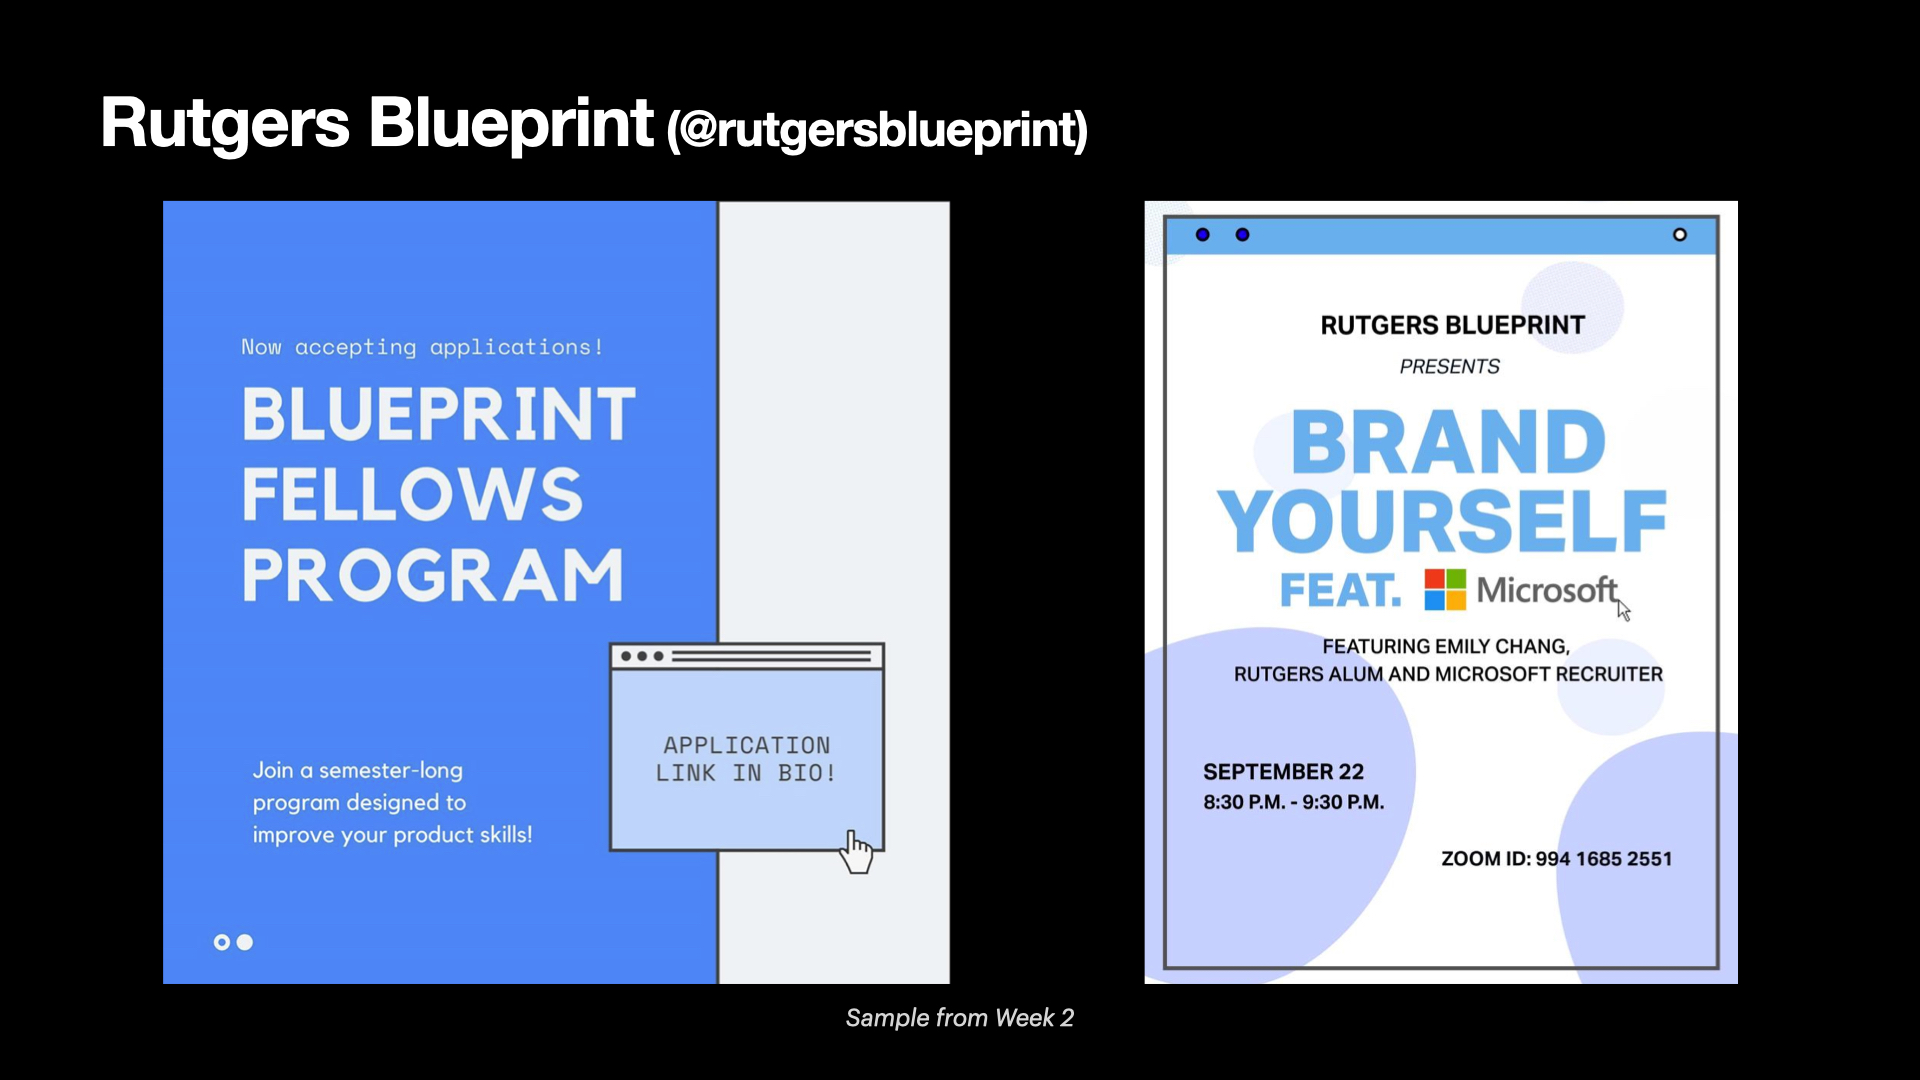 Rutgers Blueprint (@rutgersblueprint)
Now accepting applications!
BLUEPRINT
FELLOWS
PROGRAM
Join a semester-long
program designed to
improve your product skills!
APPLICATION
LINK IN BIO!
RUTGERS BLUEPRINT
PRESENTS
BRAND
YOURSELF
FEAT. Microsoft
FEATURING EMILY CHANG,
RUTGERS ALUM AND MICROSOFT RECRUITER
SEPTEMBER 22
8:30 P.M. - 9:30 P.M.
ZOOM ID: 994 1685 2551
Sample from Week 2